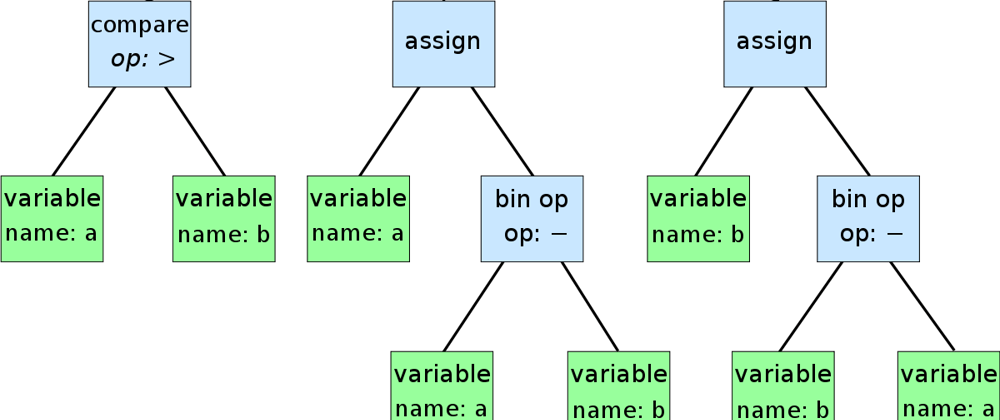 compare
op: >
assign
assign
variable
name: a
variable
name: b
variable
name: a
bin op
op: −
variable
name: b
bin op
op: −
variable
name: a
variable
name: b
variable
name: b
variable
name: a